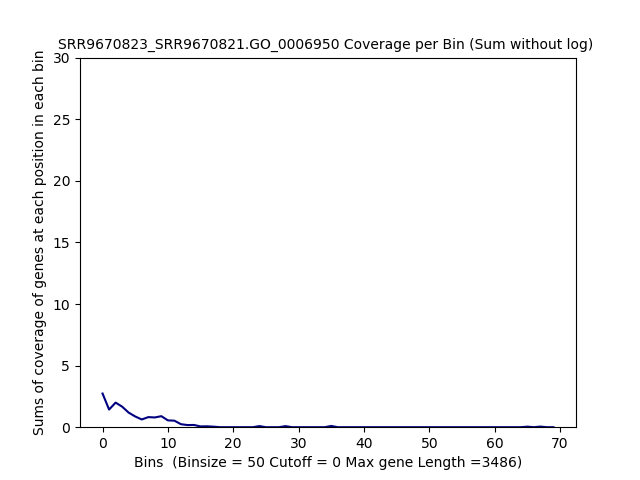 SRR9670823_SRR9670821.GO_0006950 Coverage per Bin (Sum without log)
Sums of coverage of genes at each position in each bin
30
25
20
15
10
5
0
0 10 20 30 40 50 60 70
Bins  (Binsize = 50 Cutoff = 0 Max gene Length =3486)